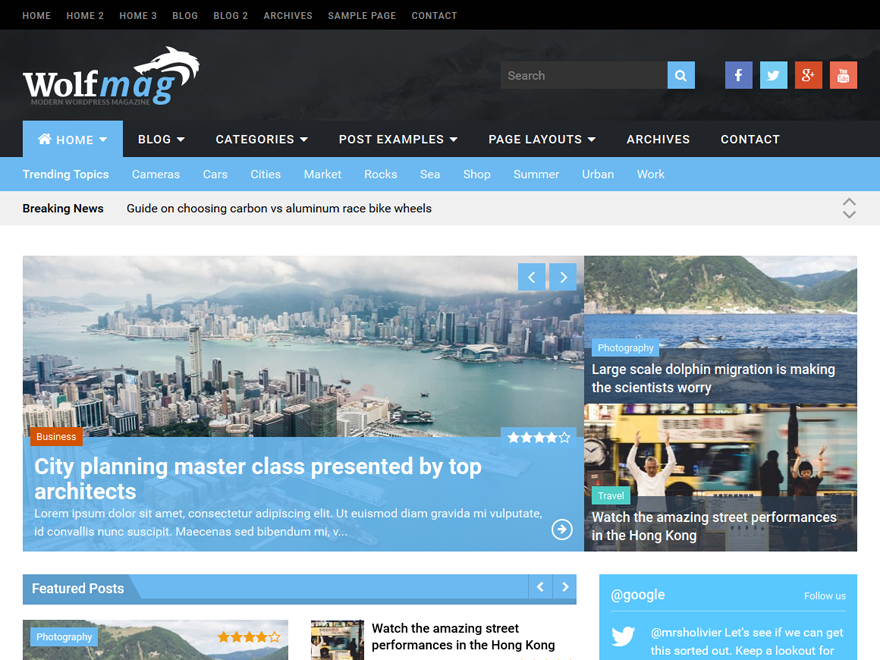 HOME HOME 2 HOME 3 BLOG BLOG 2 ARCHIVES SAMPLE PAGE CONTACT
Wolfmag
MODERN WORDPRESS MAGAZINE
Search
g+
You Tube
HOME BLOG CATEGORIES POST EXAMPLES PAGE LAYOUTS ARCHIVES CONTACT
Trending Topics Cameras Cars Cities Market Rocks Sea Shop Summer Urban Work
Breaking News Guide on choosing carbon vs aluminum race bike wheels
Business
City planning master class presented by top
architects
Lorem ipsum dolor sit amet, consectetur adipiscing elit. Ut euismod diam gravida mi vulputate,
id convallis nunc suscipit. Maecenas sed bibendum mi, v...
Photography
Large scale dolphin migration is making
the scientists worry
Travel
Watch the amazing street performances
in the Hong Kong
Featured Posts
Photography
Watch the amazing street
performances in the Hong Kong
@google Follow us
@mrsholivier Let's see if we can get
this sorted out. Keep a lookout for